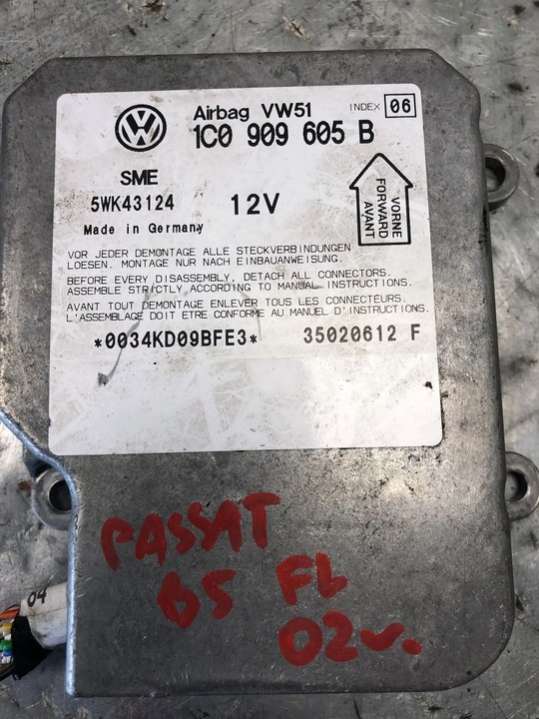 Airbag VW51 INDEX 06
1C0 909 605 B
SME
5WK43124 12V
Made in Germany
VORNE
FORWARD
AVANT
VOR JEDER DEMONTAGE ALLE STECKVERBINDUNGEN
LOESEN. MONTAGE NUR NACH EINBAUANWEISUNG.
BEFORE EVERY DISASSEMBLY, DETACH ALL CONNECTORS.
ASSEMBLE STRICTLY ACCORDING TO MANUAL INSTRUCTIONS.
AVANT TOUT DEMONTAGE ENLEVER TOUS LES CONNECTEURS.
L'ASSEMBLAGE DOIT ETRE CONFORME AU MANUEL D'INSTRUCTIONS.
*0034KD09BFE3* 35020612 F
PASSAT
B5 FL
02r.
04